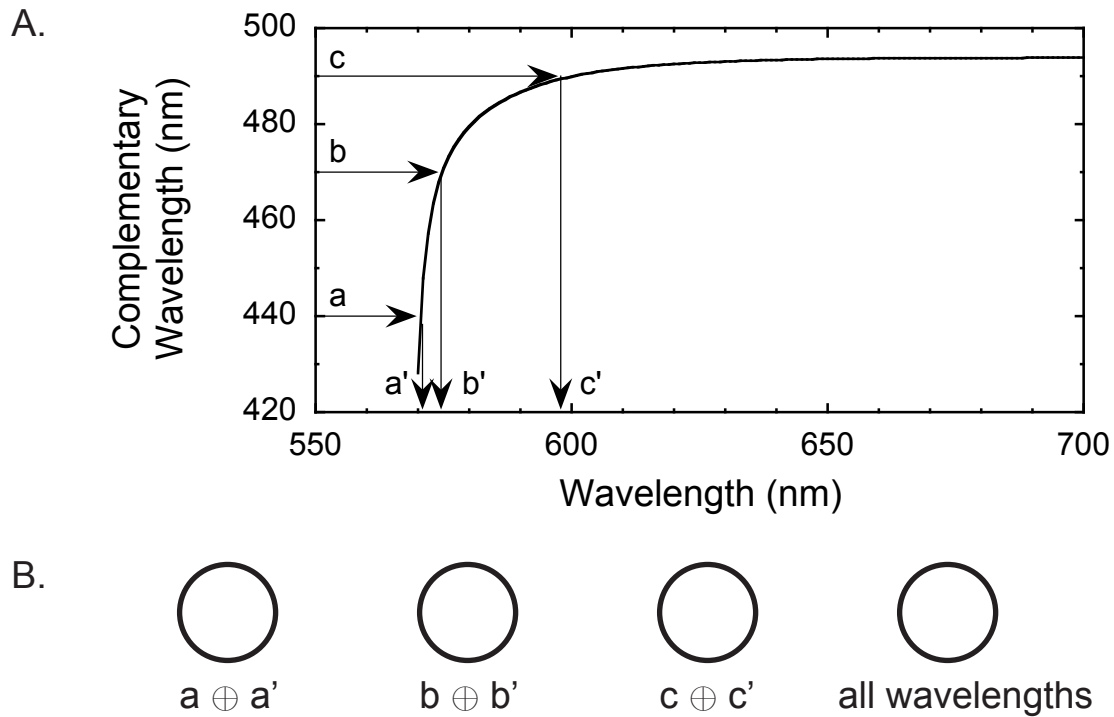 A.
500
480
460
440
420
Complementary
Wavelength (nm)
c
b
a
a' b' c'
550 600 650 700
Wavelength (nm)
B.
a ⊕ a’ b ⊕ b’ c ⊕ c’ all wavelengths